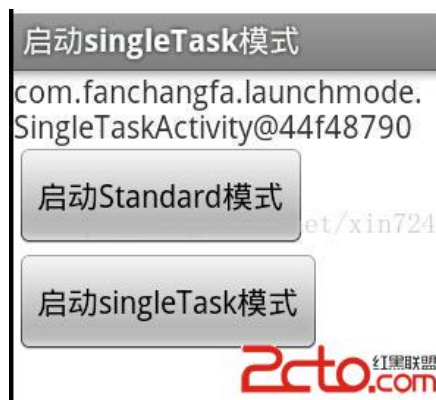 启动singleTask模式
com.fanchangfa.launchmode.
SingleTaskActivity@44f48790
启动Standard模式
et/xin724
启动singleTask模式
2cto
红黑联盟
.com